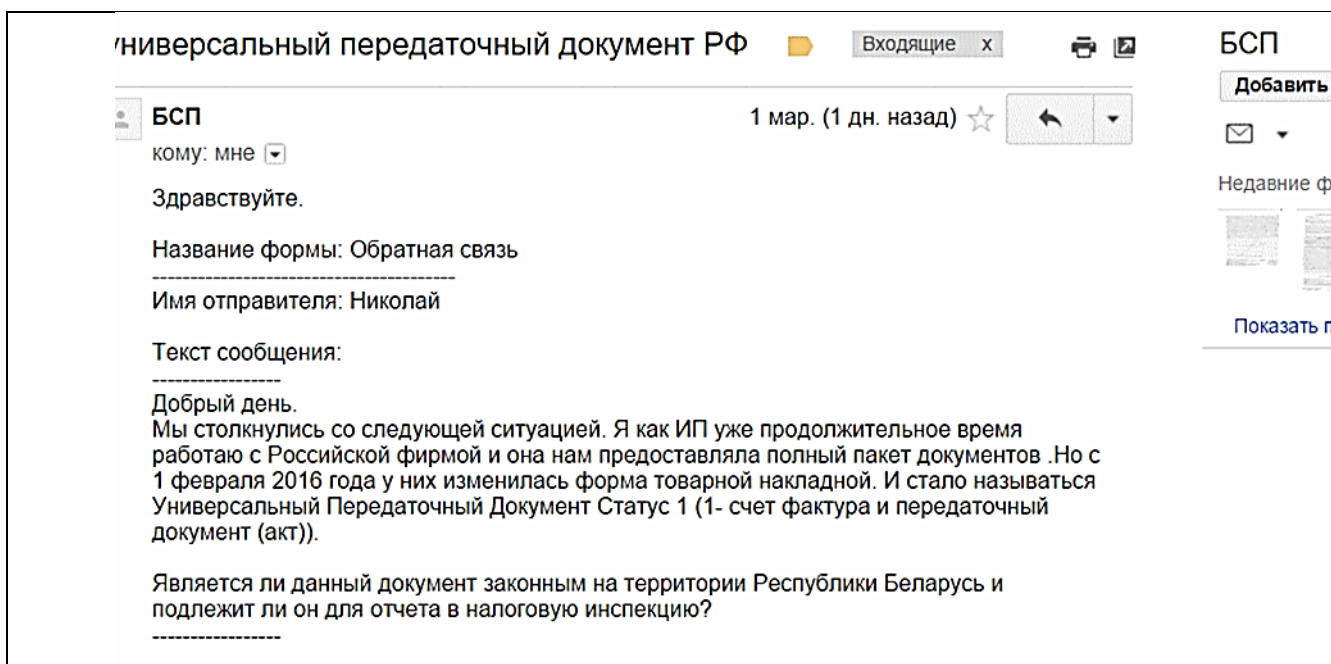 универсальный передаточный документ РФ
Входящие x
БСП
Добавить
БСП
1 мар. (1 дн. назад)
кому: мне
Недавние ф
Здравствуйте.
Название формы: Обратная связь
----------------------------------------
Имя отправителя: Николай
Текст сообщения:
-----------------
Добрый день.
Мы столкнулись со следующей ситуацией. Я как ИП уже продолжительное время
работаю с Российской фирмой и она нам предоставляла полный пакет документов .Но с
1 февраля 2016 года у них изменилась форма товарной накладной. И стало называться
Универсальный Передаточный Документ Статус 1 (1- счет фактура и передаточный
документ (акт)).
Является ли данный документ законным на территории Республики Беларусь и
подлежит ли он для отчета в налоговую инспекцию?
-----------------
Показать п